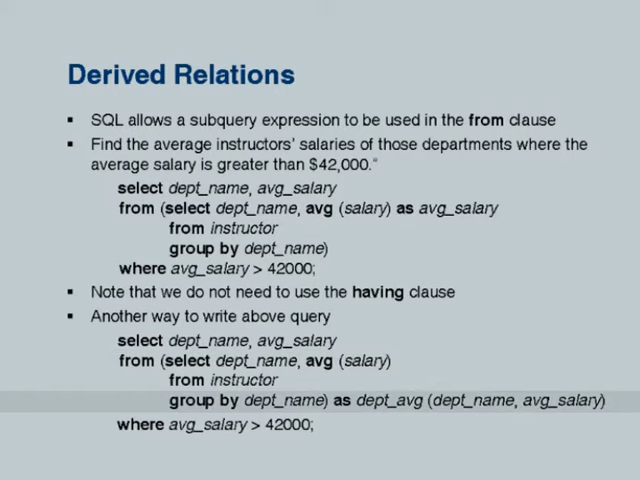 Derived Relations
▪ SQL allows a subquery expression to be used in the from clause
▪ Find the average instructors' salaries of those departments where the
average salary is greater than $42,000."
select dept_name, avg_salary
from (select dept_name, avg (salary) as avg_salary
from instructor
group by dept_name)
where avg_salary > 42000;
▪ Note that we do not need to use the having clause
▪ Another way to write above query
select dept_name, avg_salary
from (select dept_name, avg (salary)
from instructor
group by dept_name) as dept_avg (dept_name, avg_salary)
where avg_salary > 42000;